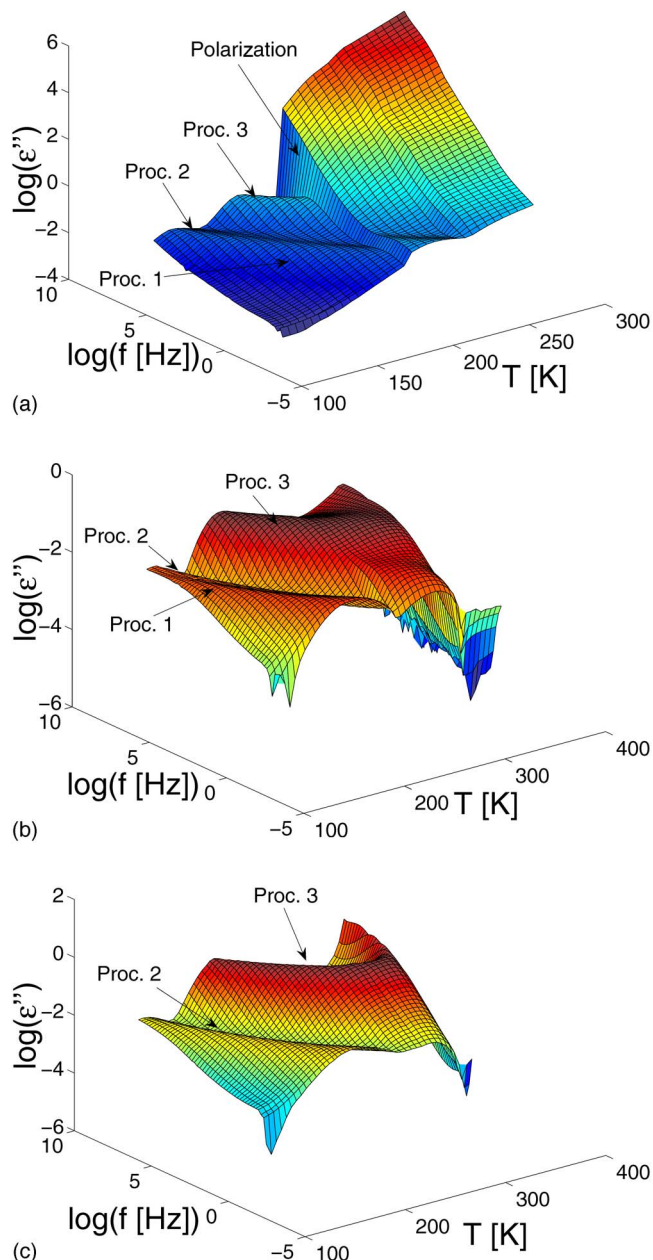 6
4
2
0
−2
−4
10
5
0
−5
log(ε")
log(f [Hz])
Polarization
Proc. 3
Proc. 2
Proc. 1
100
150
200
250
300
T [K]
(a)
0
−2
−4
−6
10
5
0
−5
log(ε")
log(f [Hz])
Proc. 3
Proc. 2
Proc. 1
100
200
300
400
T [K]
(b)
2
0
−2
−4
−6
10
5
0
−5
log(ε")
log(f [Hz])
Proc. 3
Proc. 2
100
200
300
400
T [K]
(c)